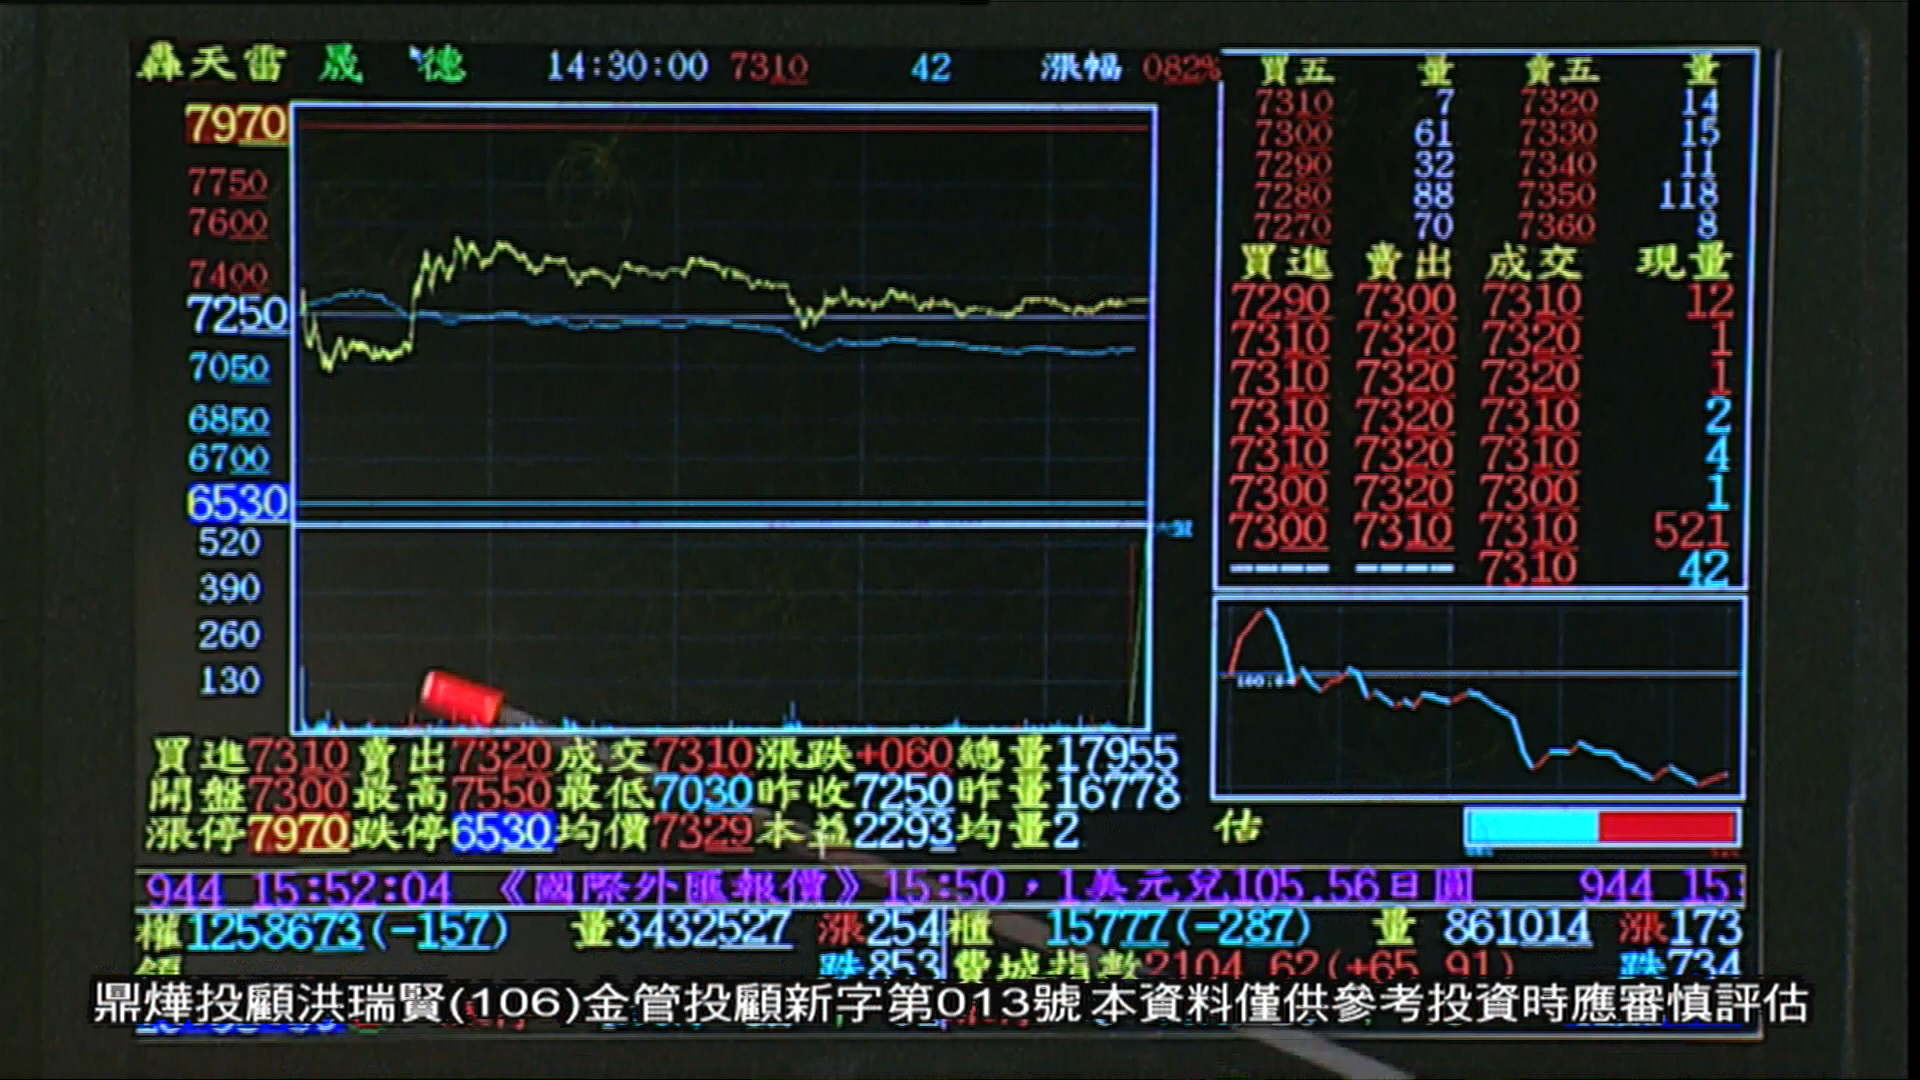 轟天雷 晟德 14:30:00 7310 42 漲幅 082%
7970
7750
7600
7400
7250
7050
6850
6700
6530
520
390
260
130
買五 量 賣五 量
7310 7 7320 14
7300 61 7330 15
7290 32 7340 11
7280 88 7350 118
7270 70 7360 8
買進 賣出 成交 現量
7290 7300 7310 12
7310 7320 7320 1
7310 7320 7320 1
7310 7320 7310 2
7310 7320 7310 4
7300 7320 7300 1
7300 7310 7310 521
---- ---- 7310 42
買進7310賣出7320成交7310漲跌+060總量17955
開盤7300最高7550最低7030昨收7250昨量16778
漲停7970跌停6530均價7329本益2293均量2
估
944 15:52:04 《國際外匯報價》15:50，1美元兌105.56日圓 944 15:
權1258673(-157) 量3432527 漲254 櫃 15777(-287) 量 861014 漲173
跌853 費城指數2104.62(+65.91) 跌734
鼎燁投顧洪瑞賢(106)金管投顧新字第013號 本資料僅供參考投資時應審慎評估